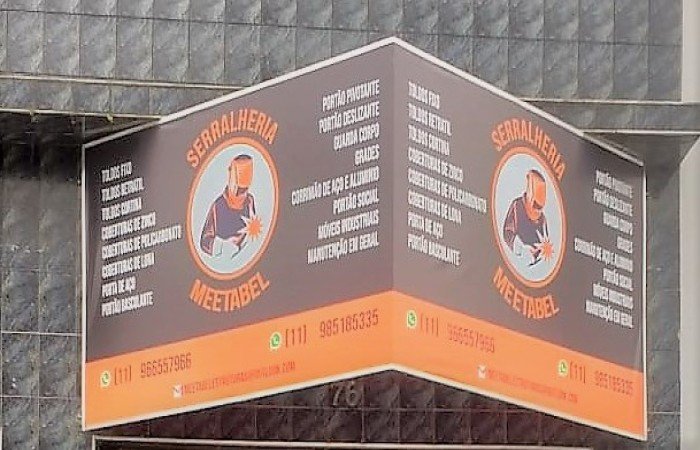 SERRALHERIA
MEETABEL
TOLDOS FIXO
TOLDOS RETRATIL
TOLDOS CORTINA
COBERTURAS DE ZINCO
COBERTURAS DE POLICARBONATO
COBERTURAS DE LONA
PORTA DE AÇO
PORTÃO BASCULANTE
PORTÃO PIVOTANTE
PORTÃO DESLIZANTE
GUARDA CORPO
GRADES
CORRIMÃO DE AÇO E ALUMINIO
PORTÃO SOCIAL
MÓVEIS INDUSTRIAIS
MANUTENÇÃO EM GERAL
(11) 966557966
(11) 985185335
TOLDOS FIXO
TOLDOS RETRATIL
TOLDOS CORTINA
COBERTURAS DE ZINCO
COBERTURAS DE POLICARBONATO
COBERTURAS DE LONA
PORTA DE AÇO
PORTÃO BASCULANTE
SERRALHERIA
MEETABEL
PORTÃO PIVOTANTE
PORTÃO DESLIZANTE
GUARDA CORPO
GRADES
CORRIMÃO DE AÇO E ALUMINIO
PORTÃO SOCIAL
MÓVEIS INDUSTRIAIS
MANUTENÇÃO EM GERAL
(11) 966557966
(11) 985185335
76